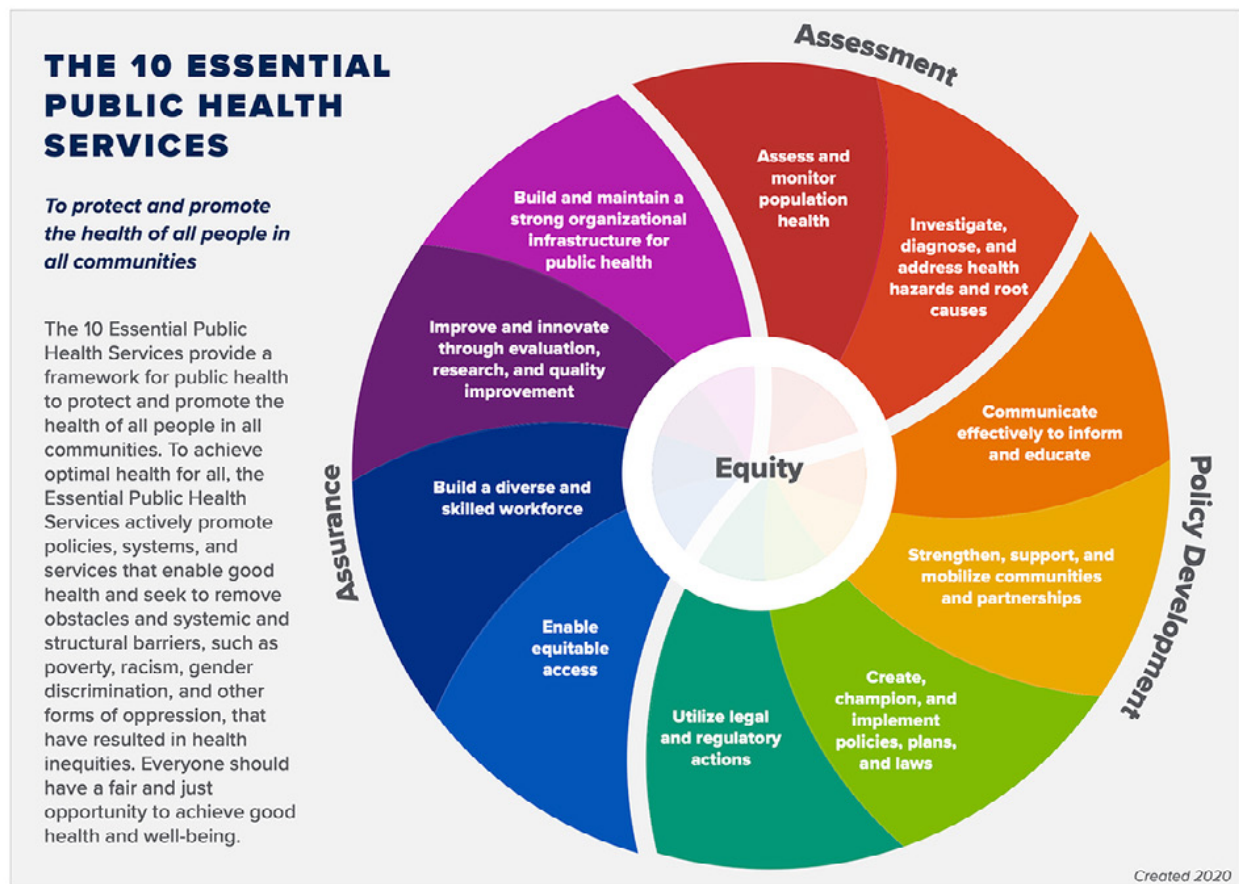 THE 10 ESSENTIAL
PUBLIC HEALTH
SERVICES
To protect and promote
the health of all people in
all communities
The 10 Essential Public
Health Services provide a
framework for public health
to protect and promote the
health of all people in all
communities. To achieve
optimal health for all, the
Essential Public Health
Services actively promote
policies, systems, and
services that enable good
health and seek to remove
obstacles and systemic and
structural barriers, such as
poverty, racism, gender
discrimination, and other
forms of oppression, that
have resulted in health
inequities. Everyone should
have a fair and just
opportunity to achieve good
health and well-being.
Assessment
Assess and
monitor
population
health
Investigate,
diagnose, and
address health
hazards and root
causes
Policy Development
Communicate
effectively to inform
and educate
Strengthen, support, and
mobilize communities
and partnerships
Create,
champion, and
implement
policies, plans,
and laws
Utilize legal
and regulatory
actions
Assurance
Enable
equitable
access
Build a diverse and
skilled workforce
Improve and innovate
through evaluation,
research, and quality
improvement
Build and maintain a
strong organizational
infrastructure for
public health
Equity
Created 2020